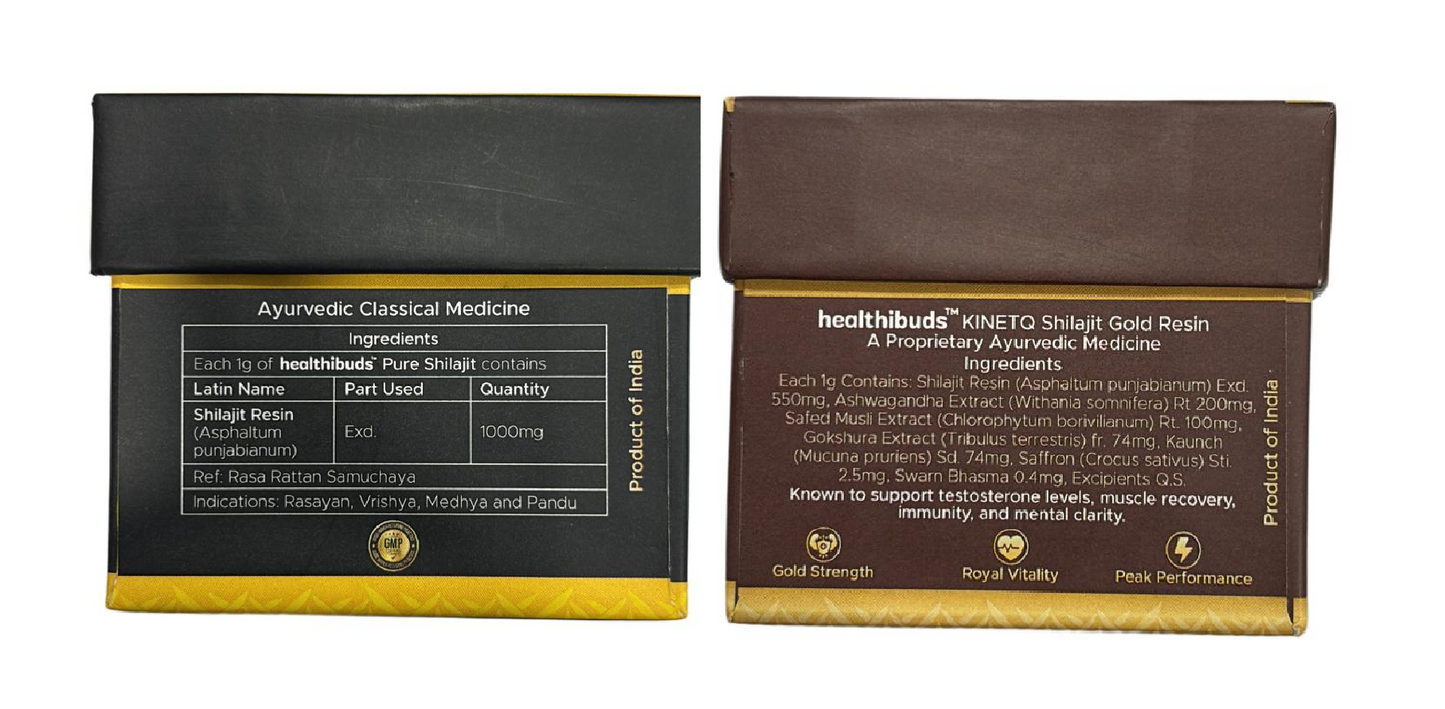 Ayurvedic Classical Medicine
Ingredients
Each 1g of healthibuds™ Pure Shilajit contains
Latin Name Part Used Quantity
Shilajit Resin
(Asphaltum
punjabianum)
Exd.
1000mg
Ref: Rasa Rattan Samuchaya
Indications: Rasayan, Vrishya, Medhya and Pandu
GMP
Product of India
healthibuds™ KINETQ Shilajit Gold Resin
A Proprietary Ayurvedic Medicine
Ingredients
Each 1g Contains: Shilajit Resin (Asphaltum punjabianum) Exd.
550mg, Ashwagandha Extract (Withania somnifera) Rt 200mg,
Safed Musli Extract (Chlorophytum borivilianum) Rt. 100mg,
Gokshura Extract (Tribulus terrestris) fr. 74mg, Kaunch
(Mucuna pruriens) Sd. 74mg, Saffron (Crocus sativus) Sti.
2.5mg, Swarn Bhasma 0.4mg, Excipients Q.S.
Known to support testosterone levels, muscle recovery,
immunity, and mental clarity.
Gold Strength Royal Vitality Peak Performance
Product of India